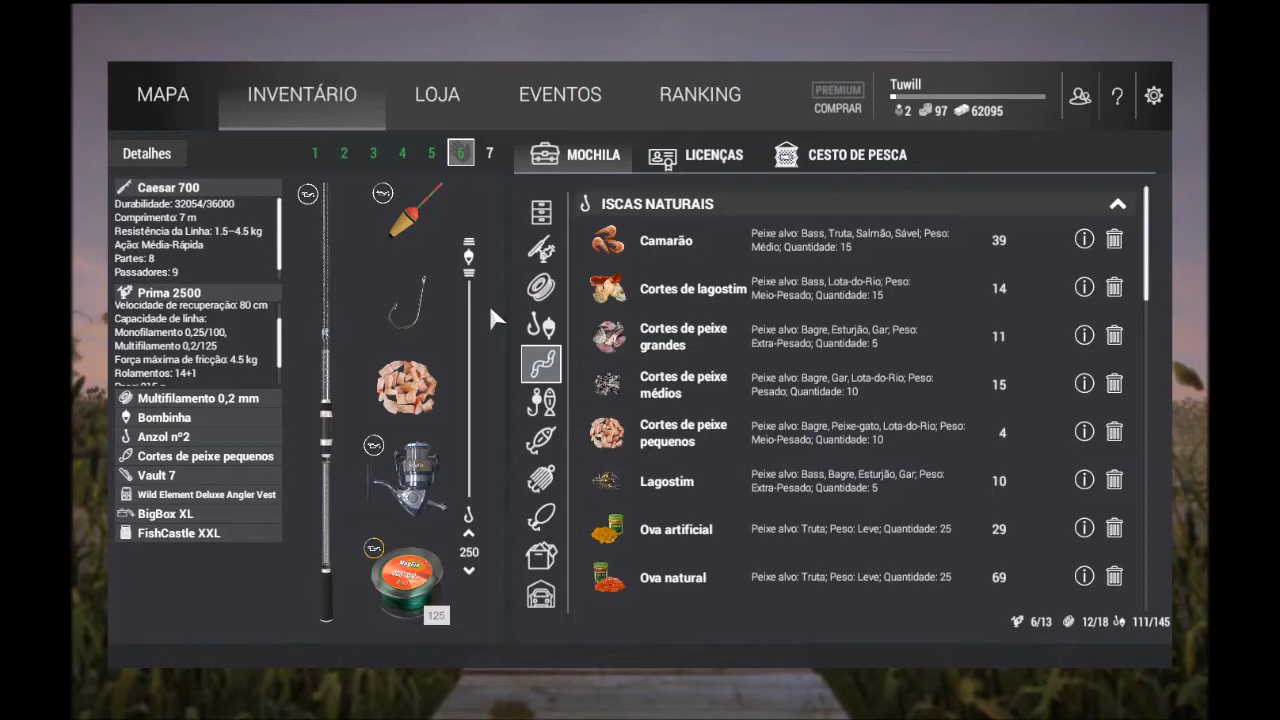 MAPA
INVENTÁRIO
LOJA
EVENTOS
RANKING
PREMIUM
COMPRAR
Tuwill
2 97 62095
?
Detalhes
1 2 3 4 5 6 7
MOCHILA
LICENÇAS
CESTO DE PESCA
Caesar 700
Durabilidade: 32054/36000
Comprimento: 7 m
Resistência da Linha: 1.5–4.5 kg
Ação: Média-Rápida
Partes: 8
Passadores: 9
Prima 2500
Velocidade de recuperação: 80 cm
Capacidade de linha:
Monofilamento 0,25/100,
Multifilamento 0,2/125
Força máxima de fricção: 4.5 kg
Rolamentos: 14+1
Multifilamento 0,2 mm
Bombinha
Anzol nº2
Cortes de peixe pequenos
Vault 7
Wild Element Deluxe Angler Vest
BigBox XL
FishCastle XXL
250
125
ISCAS NATURAIS
Camarão
Peixe alvo: Bass, Truta, Salmão, Sável; Peso:
Médio; Quantidade: 15
39
Cortes de lagostim
Peixe alvo: Bass, Lota-do-Rio; Peso:
Meio-Pesado; Quantidade: 15
14
Cortes de peixe
grandes
Peixe alvo: Bagre, Esturjão, Gar; Peso:
Extra-Pesado; Quantidade: 5
11
Cortes de peixe
médios
Peixe alvo: Bagre, Gar, Lota-do-Rio; Peso:
Pesado; Quantidade: 10
15
Cortes de peixe
pequenos
Peixe alvo: Bagre, Peixe-gato, Lota-do-Rio; Peso:
Meio-Pesado; Quantidade: 10
4
Lagostim
Peixe alvo: Bass, Bagre, Esturjão, Gar; Peso:
Extra-Pesado; Quantidade: 5
10
Ova artificial
Peixe alvo: Truta; Peso: Leve; Quantidade: 25
29
Ova natural
Peixe alvo: Truta; Peso: Leve; Quantidade: 25
69
6/13 12/18 111/145